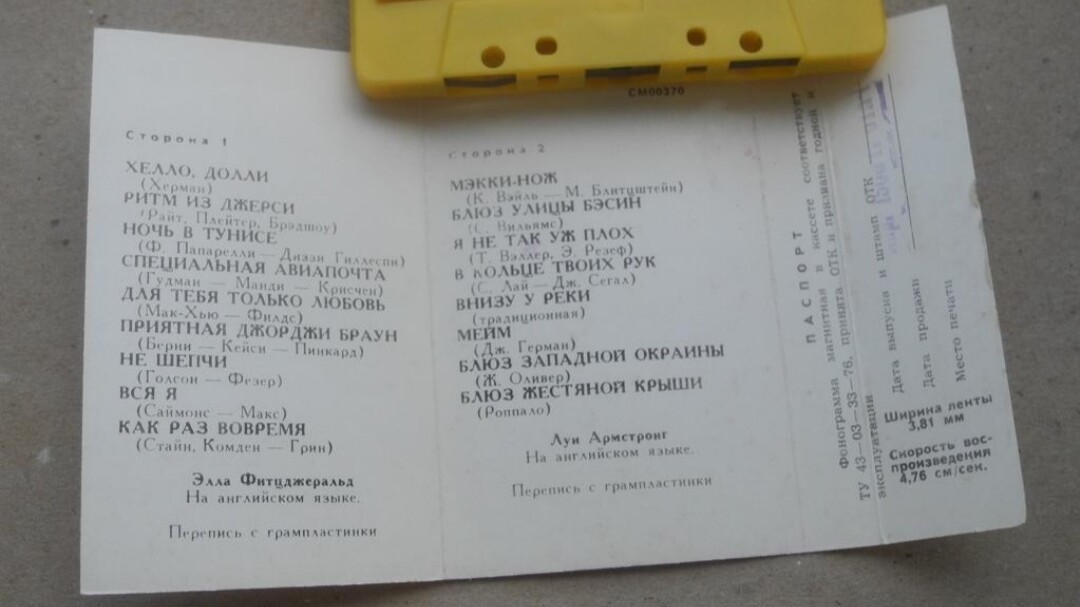 СМ00370
Сторона 1
ХЕЛЛО, ДОЛЛИ
(Херман)
РИТМ ИЗ ДЖЕРСИ
(Райт, Плейтер, Брэдшоу)
НОЧЬ В ТУНИСЕ
(Ф. Папарелли — Диззи Гиллеспи)
СПЕЦИАЛЬНАЯ АВИАПОЧТА
(Гудман — Манди — Крисчен)
ДЛЯ ТЕБЯ ТОЛЬКО ЛЮБОВЬ
(Мак-Хью — Филдс)
ПРИЯТНАЯ ДЖОРДЖИ БРАУН
(Берни — Кейси — Пинкард)
НЕ ШЕПЧИ
(Голсон — Фезер)
ВСЯ Я
(Саймонс — Макс)
КАК РАЗ ВОВРЕМЯ
(Стайн, Комден — Грин)
Элла Фитцджеральд
На английском языке.
Перепись с грампластинки
Сторона 2
МЭККИ-НОЖ
(К. Вэйль — М. Блитцштейн)
БЛЮЗ УЛИЦЫ БЭСИН
(С. Вильямс)
Я НЕ ТАК УЖ ПЛОХ
(Т. Вэллер, Э. Резеф)
В КОЛЬЦЕ ТВОИХ РУК
(С. Лай — Дж. Сегал)
ВНИЗУ У РЕКИ
(традиционная)
МЕЙМ
(Дж. Герман)
БЛЮЗ ЗАПАДНОЙ ОКРАИНЫ
(Ж. Оливер)
БЛЮЗ ЖЕСТЯНОЙ КРЫШИ
(Роппало)
Луи Армстронг
На английском языке.
Перепись с грампластинки
ПАСПОРТ
Фонограмма магнитная в кассете соответствует
ТУ 43—03—33—76, принята ОТК и признана годной к
эксплуатации
Дата выпуска и штамп ОТК
Дата продажи
Место печати
Ширина ленты
3,81 мм
Скорость вос-
произведения
4,76 см/сек.